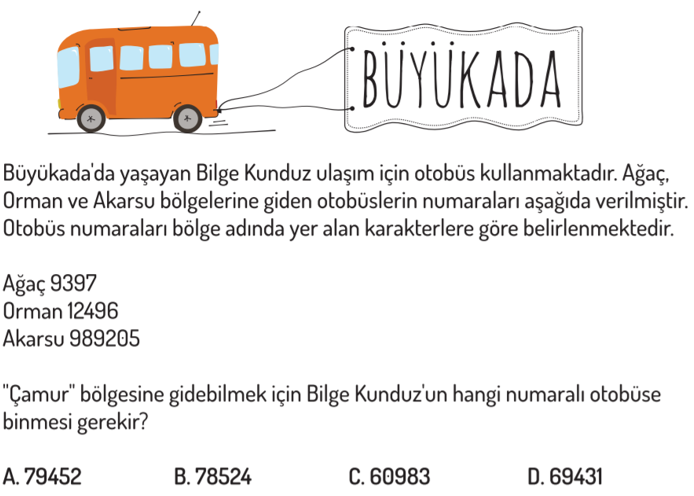 BÜYÜKADA
Büyükada'da yaşayan Bilge Kunduz ulaşım için otobüs kullanmaktadır. Ağaç,
Orman ve Akarsu bölgelerine giden otobüslerin numaraları aşağıda verilmiştir.
Otobüs numaraları bölge adında yer alan karakterlere göre belirlenmektedir.
Ağaç 9397
Orman 12496
Akarsu 989205
"Çamur" bölgesine gidebilmek için Bilge Kunduz'un hangi numaralı otobüse
binmesi gerekir?
A. 79452 B. 78524 C. 60983 D. 69431